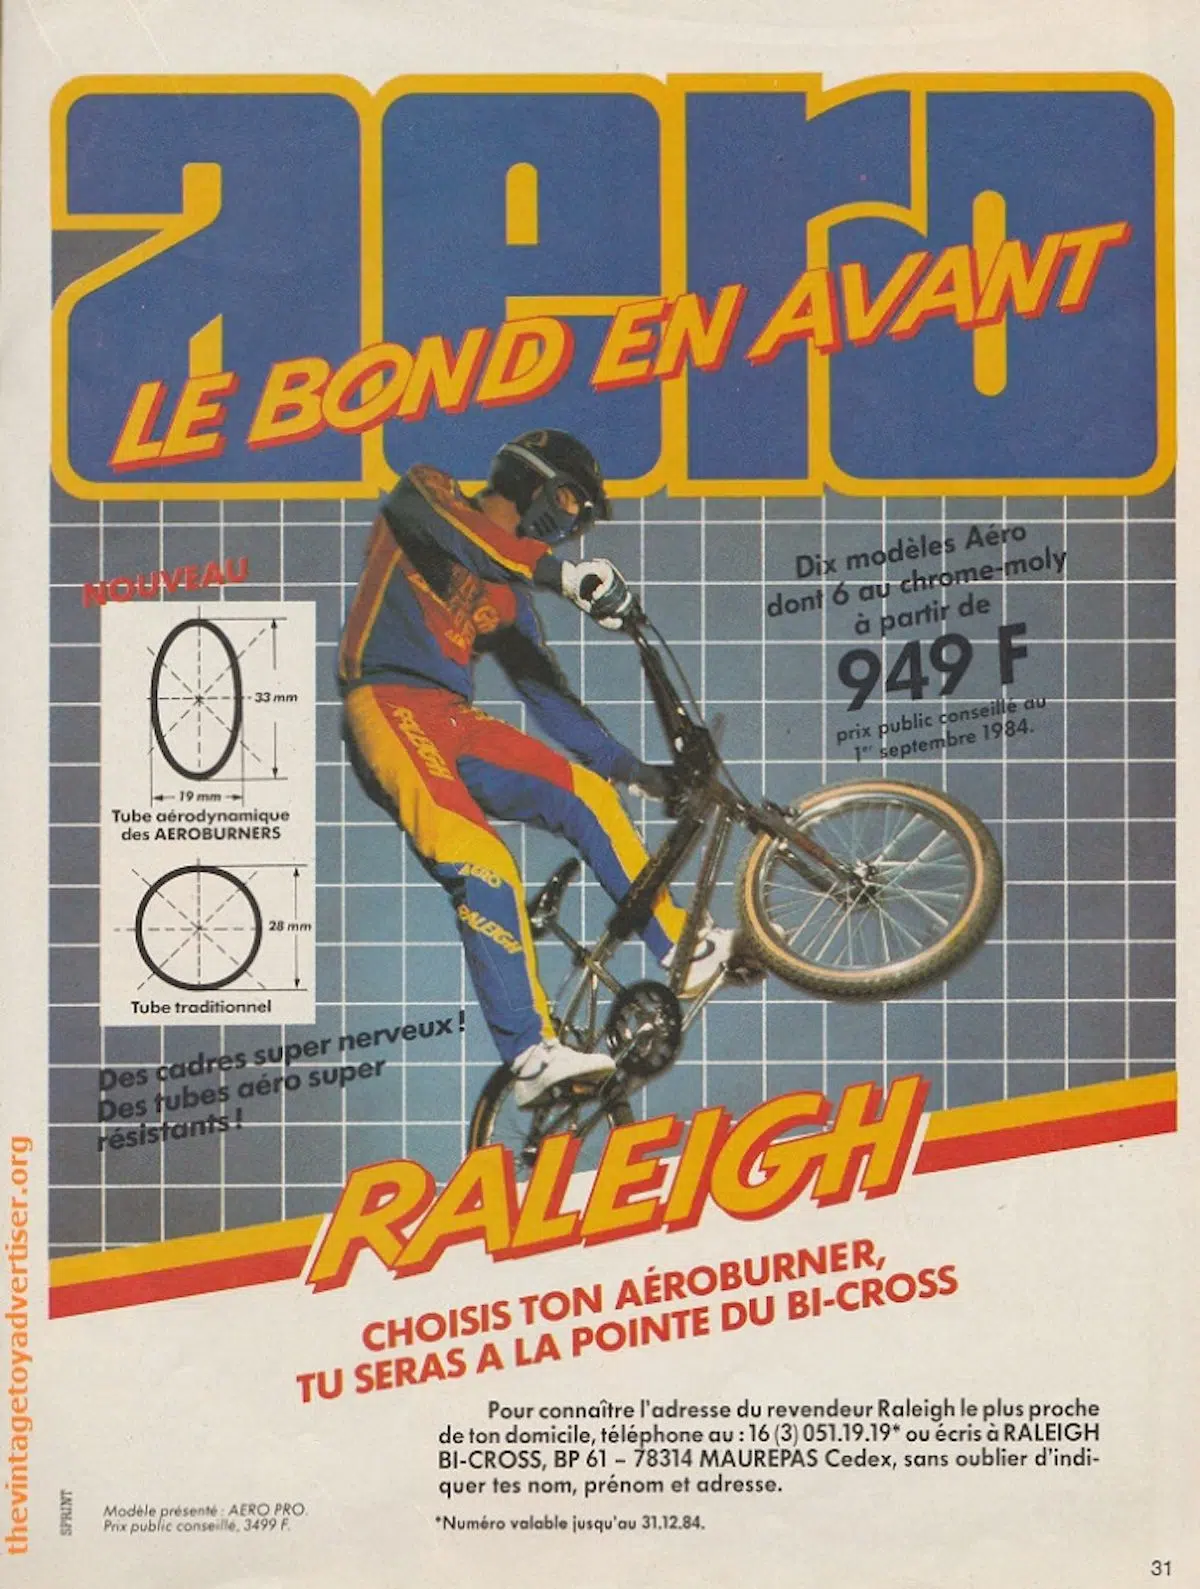 aero
LE BOND EN AVANT
Dix modèles Aéro
dont 6 au chrome-moly
à partir de
949 F
prix public conseillé au
1er septembre 1984.
NOUVEAU
33 mm
19 mm
Tube aérodynamique
des AEROBURNERS
28 mm
Tube traditionnel
RALEIGH
AERO
RALEIGH
Des cadres super nerveux !
Des tubes aéro super
résistants !
RALEIGH
CHOISIS TON AÉROBURNER,
TU SERAS A LA POINTE DU BI-CROSS
Pour connaître l'adresse du revendeur Raleigh le plus proche
de ton domicile, téléphone au : 16 (3) 051.19.19* ou écris à RALEIGH
BI-CROSS, BP 61 – 78314 MAUREPAS Cedex, sans oublier d'indi-
quer tes nom, prénom et adresse.
*Numéro valable jusqu'au 31.12.84.
Modèle présenté : AERO PRO.
Prix public conseillé, 3499 F.
SPRINT
31
thevintagetoyadvertiser.org